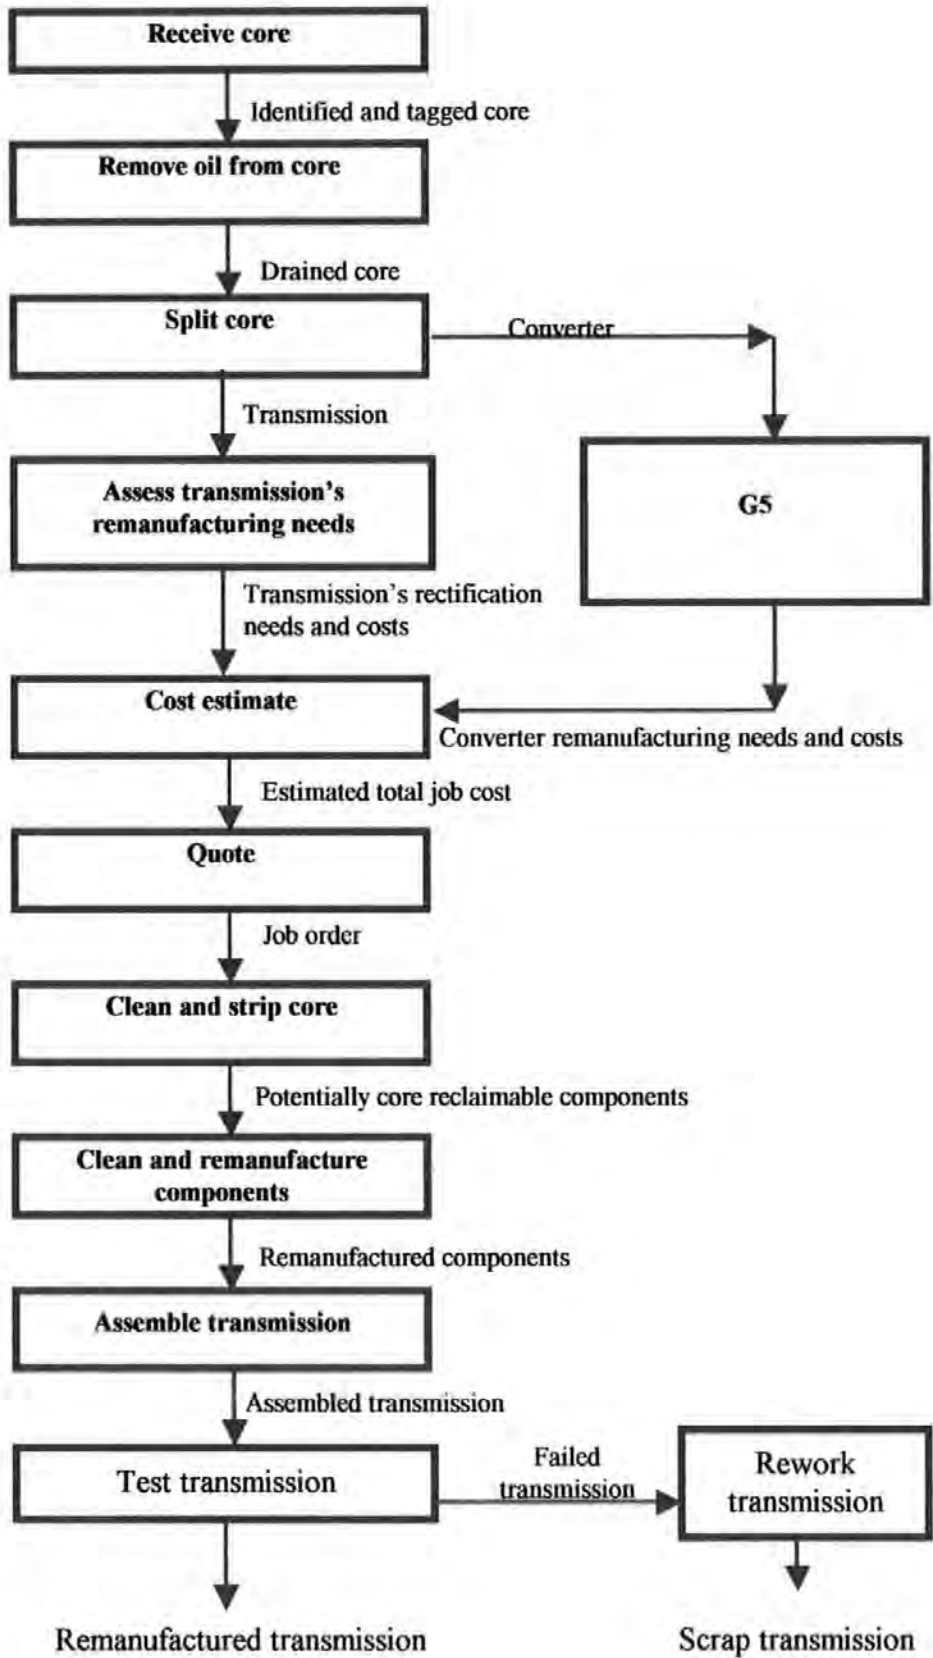 Receive core
Identified and tagged core
Remove oil from core
Drained core
Split core
Converter
Transmission
Assess transmission's
remanufacturing needs
G5
Transmission's rectification
needs and costs
Cost estimate
Converter remanufacturing needs and costs
Estimated total job cost
Quote
Job order
Clean and strip core
Potentially core reclaimable components
Clean and remanufacture
components
Remanufactured components
Assemble transmission
Assembled transmission
Test transmission
Failed
transmission
Rework
transmission
Remanufactured transmission
Scrap transmission